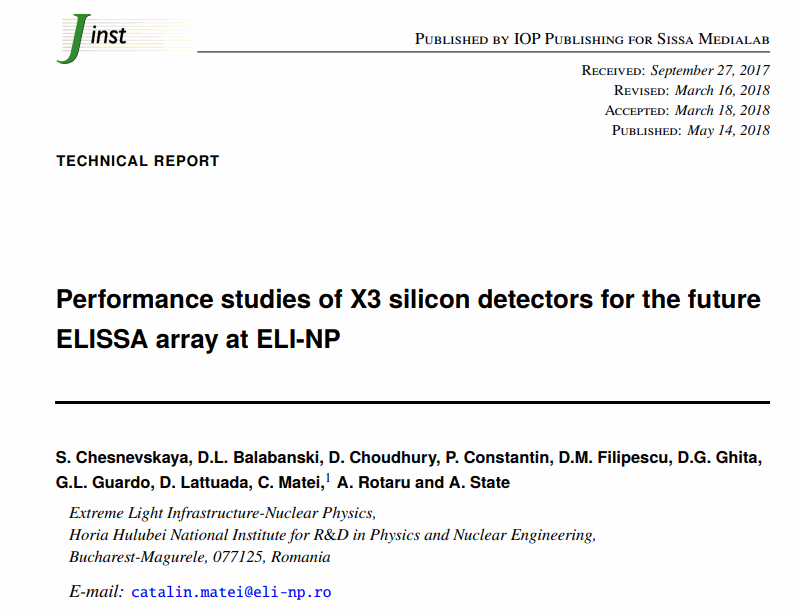 Jinst
PUBLISHED BY IOP PUBLISHING FOR SISSA MEDIALAB
RECEIVED: September 27, 2017
REVISED: March 16, 2018
ACCEPTED: March 18, 2018
PUBLISHED: May 14, 2018
TECHNICAL REPORT
Performance studies of X3 silicon detectors for the future
ELISSA array at ELI-NP
S. Chesnevskaya, D.L. Balabanski, D. Choudhury, P. Constantin, D.M. Filipescu, D.G. Ghita,
G.L. Guardo, D. Lattuada, C. Matei,¹ A. Rotaru and A. State
Extreme Light Infrastructure-Nuclear Physics,
Horia Hulubei National Institute for R&D in Physics and Nuclear Engineering,
Bucharest-Magurele, 077125, Romania
E-mail: catalin.matei@eli-np.ro